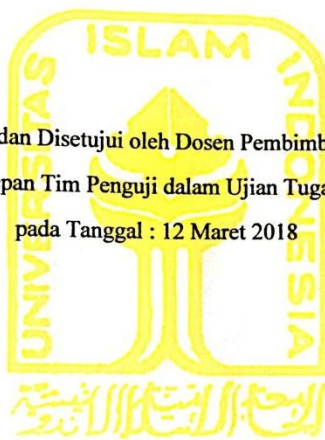 ISLAM
UNIVERSITAS
INDONESIA
dan Disetujui oleh Dosen Pembimb
pan Tim Penguji dalam Ujian Tuga
pada Tanggal : 12 Maret 2018